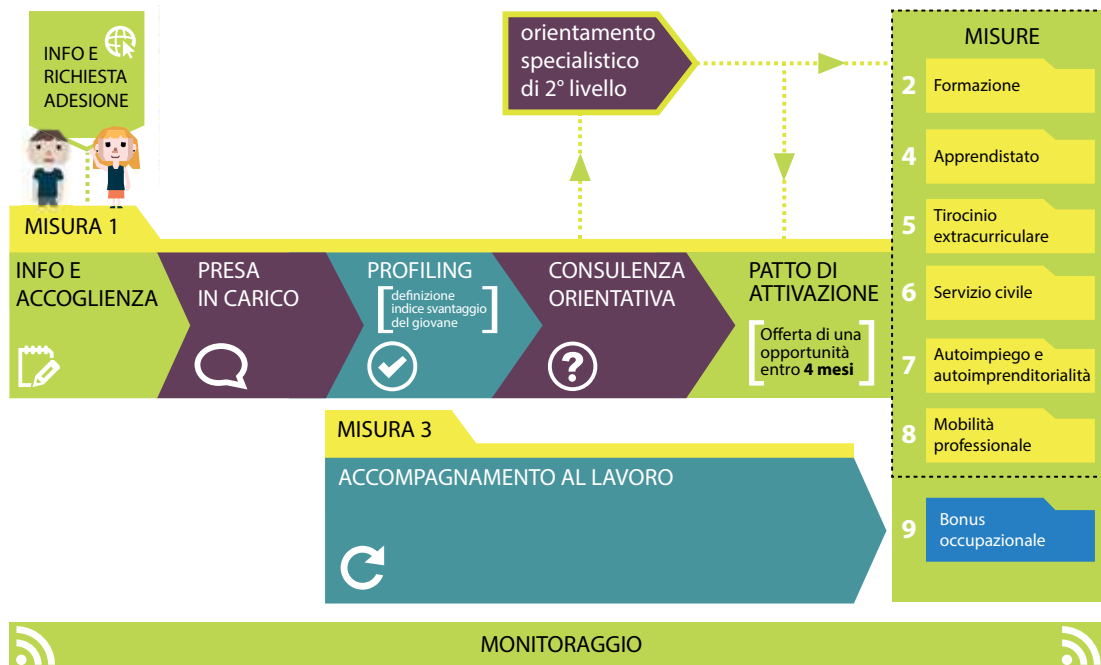 INFO E
RICHIESTA
ADESIONE
orientamento
specialistico
di 2° livello
MISURA 1
INFO E
ACCOGLIENZA
PRESA
IN CARICO
PROFILING
definizione
indice svantaggio
del giovane
CONSULENZA
ORIENTATIVA
PATTO DI
ATTIVAZIONE
Offerta di una
opportunità
entro 4 mesi
MISURA 3
ACCOMPAGNAMENTO AL LAVORO
MISURE
2 Formazione
4 Apprendistato
5 Tirocinio
extracurriculare
6 Servizio civile
7 Autoimpiego e
autoimprenditorialità
8 Mobilità
professionale
9 Bonus
occupazionale
MONITORAGGIO